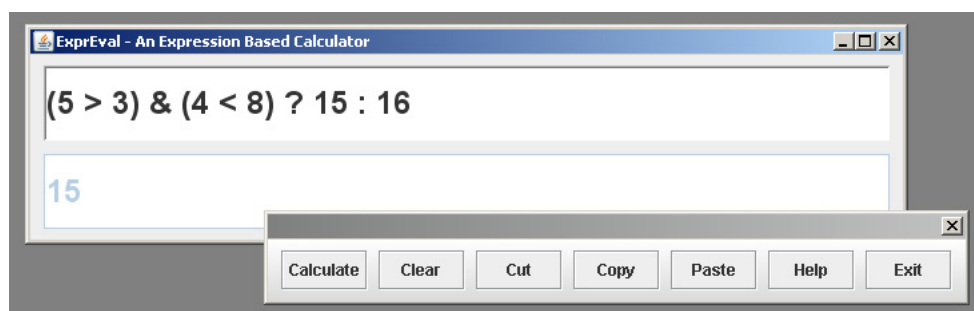 ExprEval - An Expression Based Calculator
(5 > 3) & (4 < 8) ? 15 : 16
15
Calculate Clear Cut Copy Paste Help Exit